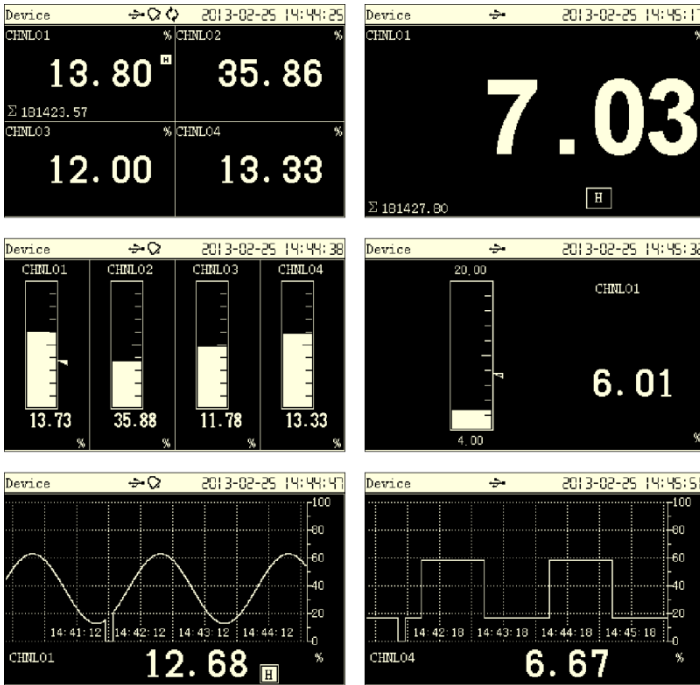 Device 2013-02-25 14:44:25
CHNL01 % CHNL02 %
13.80 H 35.86
Σ 181423.57
CHNL03 % CHNL04 %
12.00 13.33
Device 2013-02-25 14:45:17
CHNL01 %
7.03
Σ 181427.80 H
Device 2013-02-25 14:44:38
CHNL01 CHNL02 CHNL03 CHNL04
13.73 35.88 11.78 13.33
% % % %
Device 2013-02-25 14:45:32
20.00
CHNL01
6.01
4.00 %
Device 2013-02-25 14:44:47
100
80
60
40
20
14:41:12 14:42:12 14:43:12 14:44:12
0
CHNL01 12.68 H %
Device 2013-02-25 14:45:51
100
80
60
40
20
14:42:18 14:43:18 14:44:18 14:45:18
0
CHNL04 6.67 %